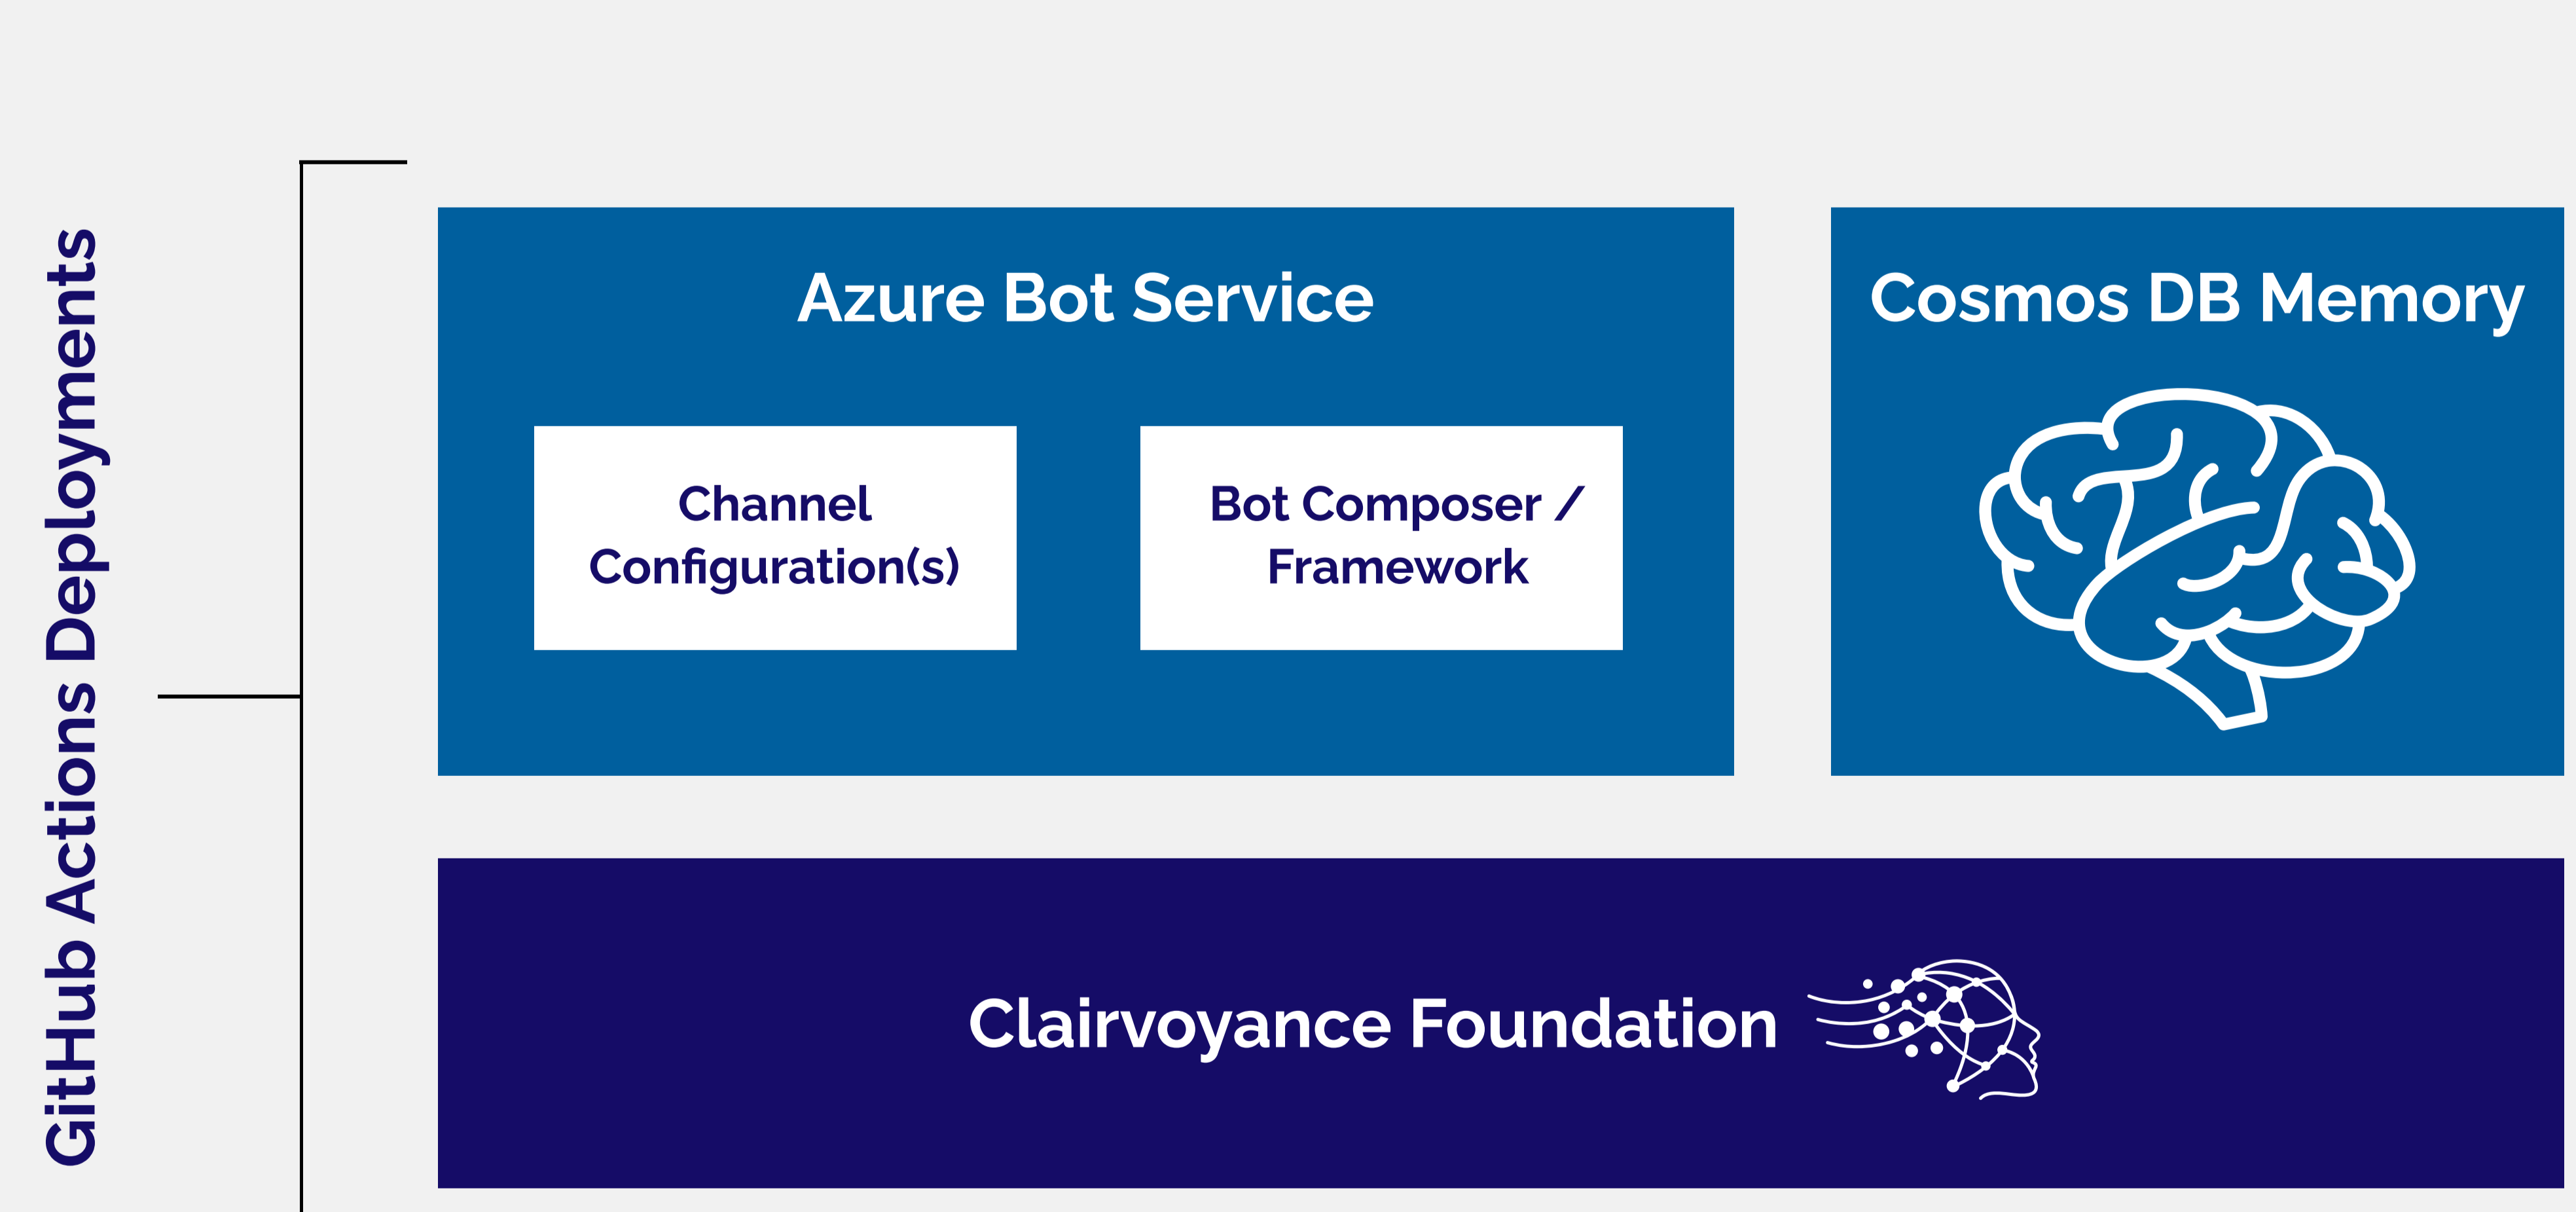 GitHub Actions Deployments
Azure Bot Service
Channel
Configuration(s)
Bot Composer /
Framework
Cosmos DB Memory
Clairvoyance Foundation